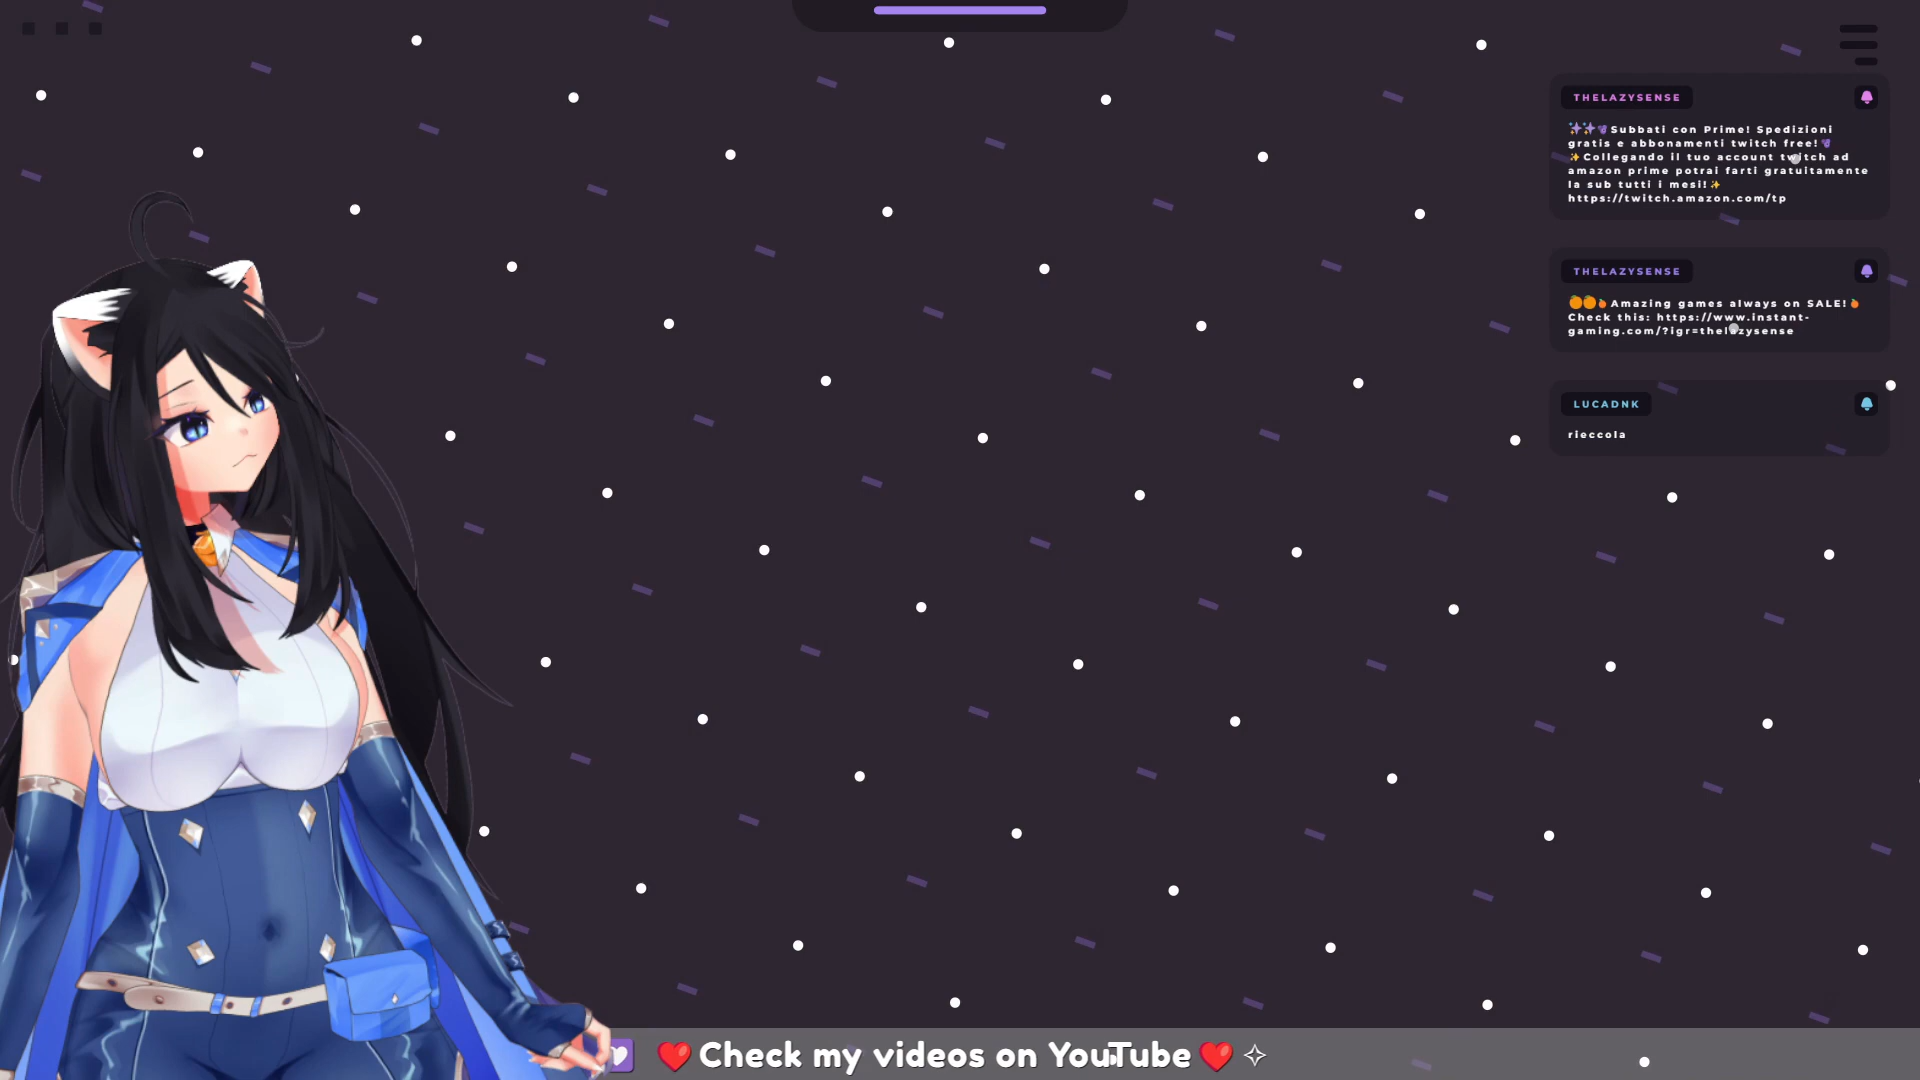 THELAZYSENSE
✨✨💜Subbati con Prime! Spedizioni
gratis e abbonamenti twitch free!💜
✨Collegando il tuo account twitch ad
amazon prime potrai farti gratuitamente
la sub tutti i mesi!✨
https://twitch.amazon.com/tp
THELAZYSENSE
🍊🍊🍊Amazing games always on SALE!🍊
Check this: https://www.instant-
gaming.com/?igr=thelazysense
LUCADNK
rieccola
❤️Check my videos on YouTube❤️✧